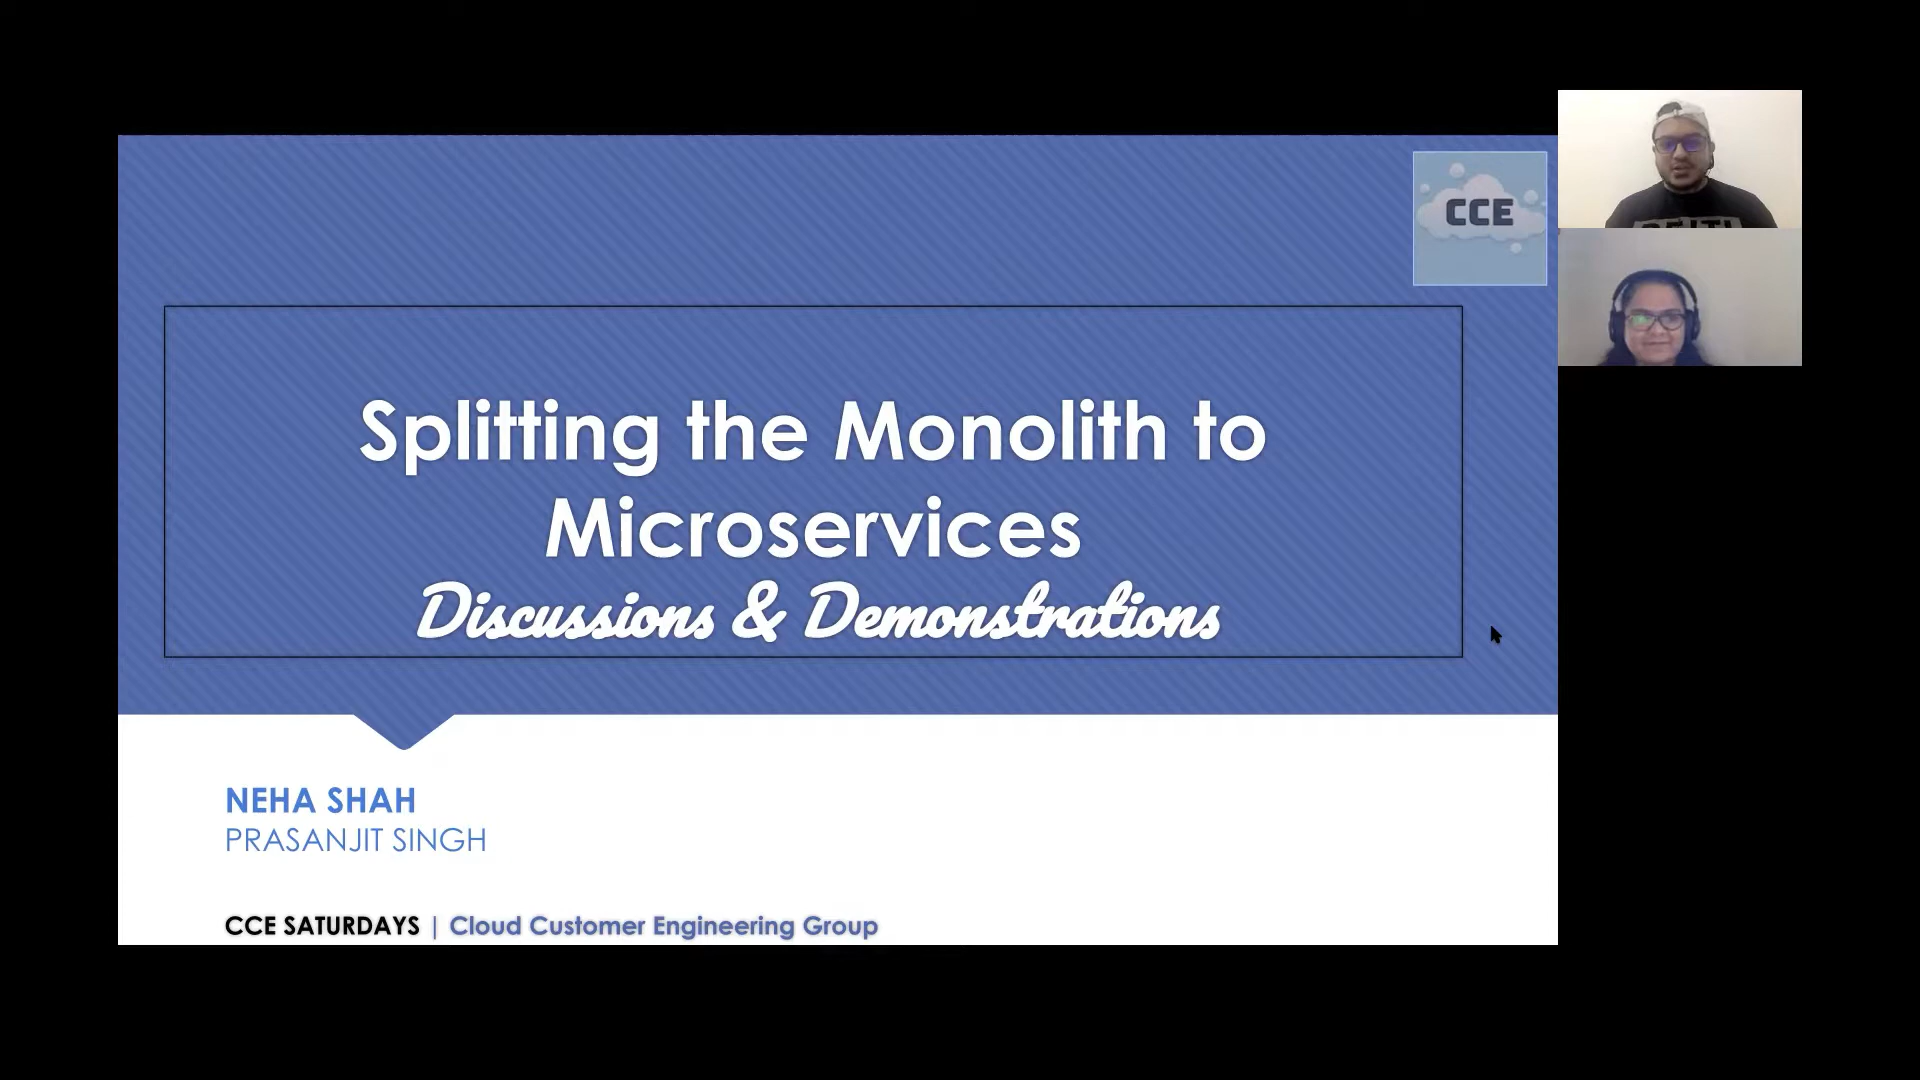 CCE
Splitting the Monolith to
Microservices
Discussions & Demonstrations
NEHA SHAH
PRASANJIT SINGH
CCE SATURDAYS | Cloud Customer Engineering Group